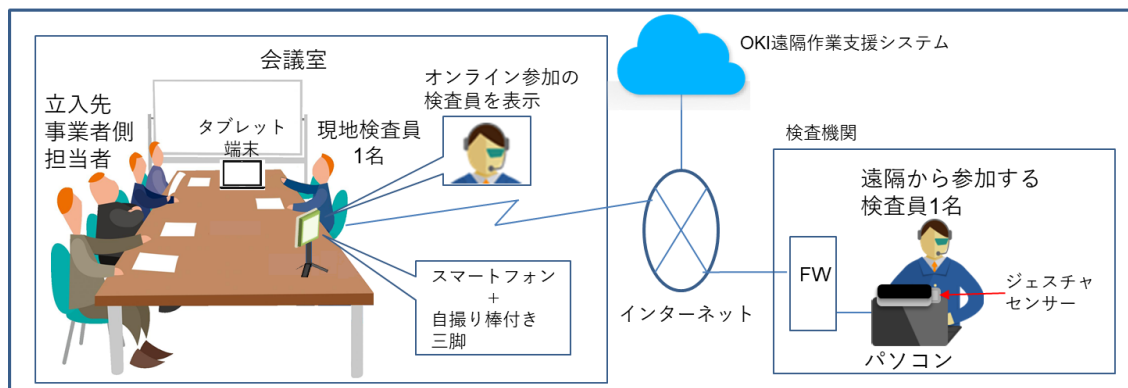 会議室
立入先
事業者側
担当者
タブレット
端末
現地検査員
1名
オンライン参加の
検査員を表示
スマートフォン
+
自撮り棒付き
三脚
OKI遠隔作業支援システム
インターネット
検査機関
遠隔から参加する
検査員1名
FW
ジェスチャ
センサー
パソコン